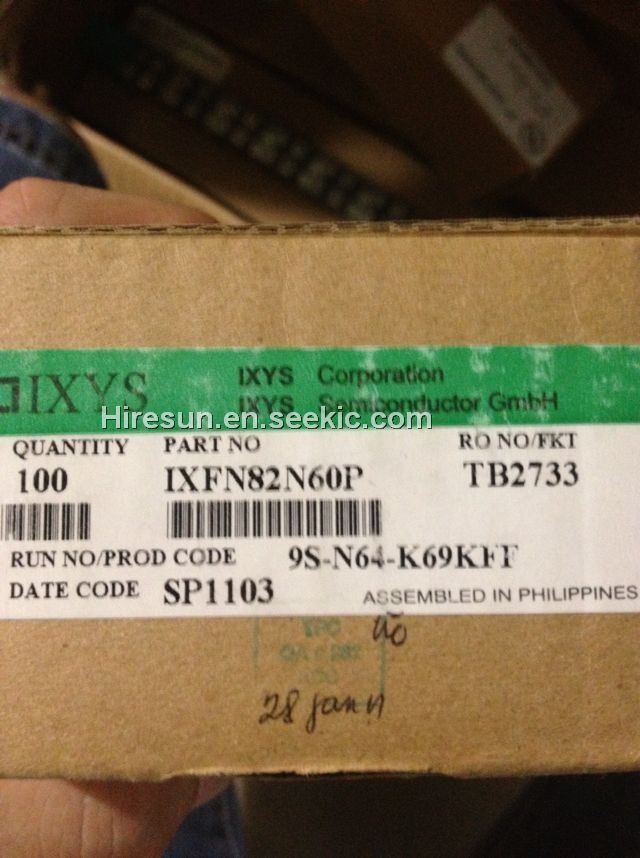 IXYS IXYS Corporation
IXYS Semiconductor GmbH
Hiresun.en.seekic.com
QUANTITY PART NO RO NO/FKT
100 IXFN82N60P TB2733
RUN NO/PROD CODE 9S-N64-K69KFF
DATE CODE SP1103 ASSEMBLED IN PHILIPPINES
QA
28 Jan 11